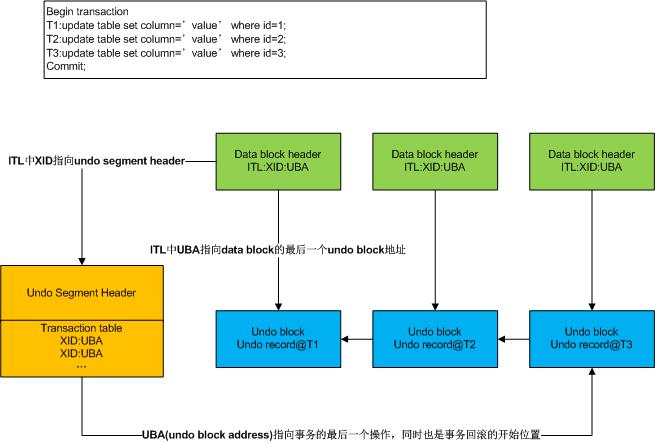 Begin transaction
T1:update table set column=’value’ where id=1;
T2:update table set column=’value’ where id=2;
T3:update table set column=’value’ where id=3;
Commit;
ITL中XID指向undo segment header
Data block header
ITL:XID:UBA
Data block header
ITL:XID:UBA
Data block header
ITL:XID:UBA
ITL中UBA指向data block的最后一个undo block地址
Undo Segment Header
Transaction table
XID:UBA
XID:UBA
…
Undo block
Undo record@T1
Undo block
Undo record@T2
Undo block
Undo record@T3
UBA(undo block address)指向事务的最后一个操作，同时也是事务回滚的开始位置